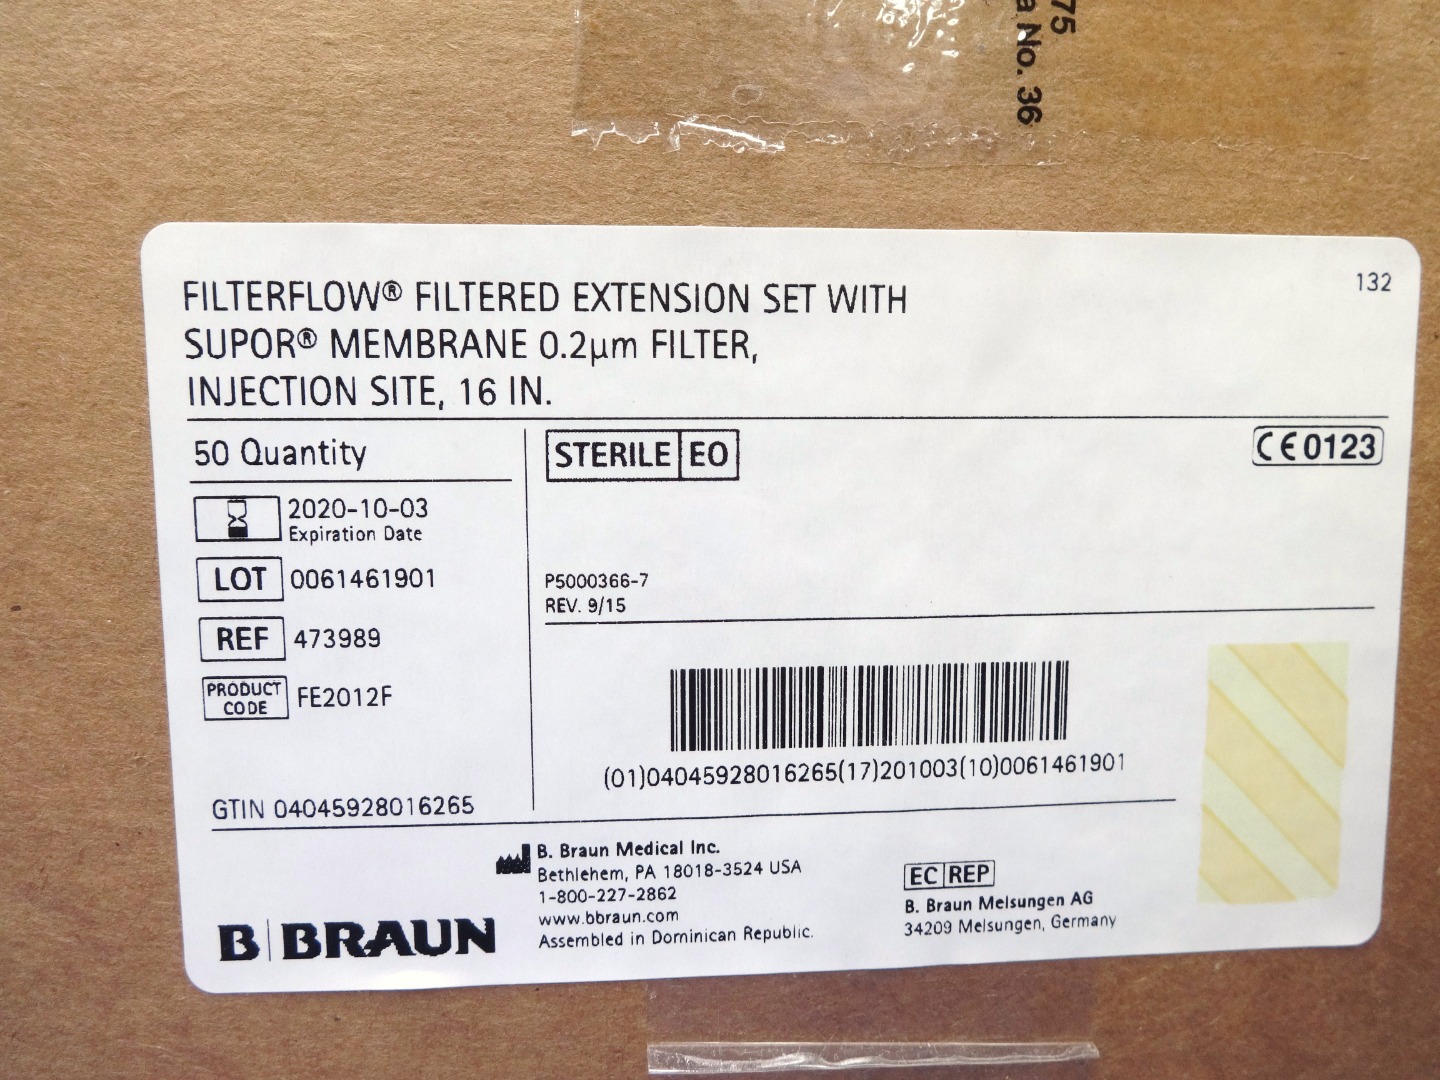 75
a No. 36
132
FILTERFLOW® FILTERED EXTENSION SET WITH
SUPOR® MEMBRANE 0.2µm FILTER,
INJECTION SITE, 16 IN.
50 Quantity
STERILE EO
CE 0123
2020-10-03
Expiration Date
LOT 0061461901
REF 473989
PRODUCT
CODE
FE2012F
GTIN 04045928016265
P5000366-7
REV. 9/15
(01)04045928016265(17)201003(10)0061461901
B. Braun Medical Inc.
Bethlehem, PA 18018-3524 USA
1-800-227-2862
www.bbraun.com
Assembled in Dominican Republic.
EC REP
B. Braun Melsungen AG
34209 Melsungen, Germany
B BRAUN